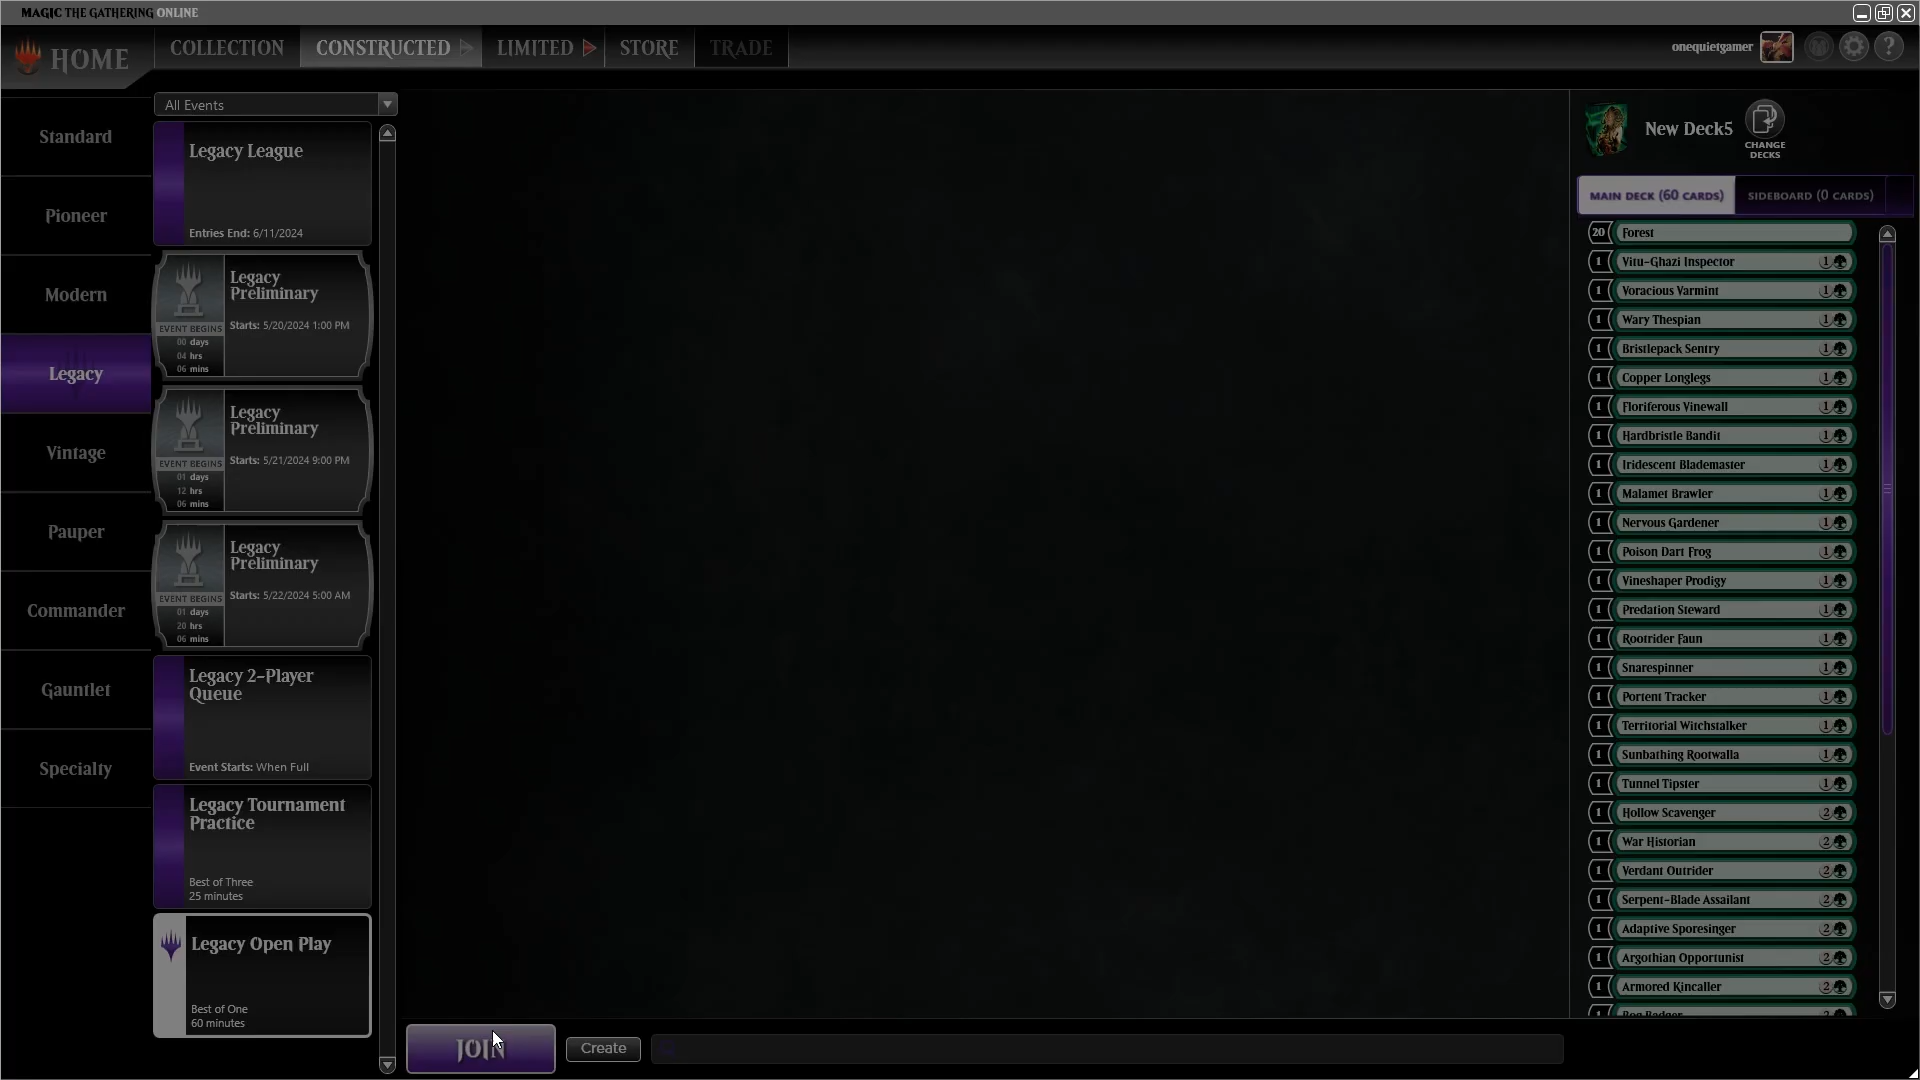 MAGIC THE GATHERING ONLINE
HOME
COLLECTION
CONSTRUCTED
LIMITED
STORE
TRADE
onequietgamer
?
Standard
Pioneer
Modern
Legacy
Vintage
Pauper
Commander
Gauntlet
Specialty
All Events
Legacy League
Entries End: 6/11/2024
Legacy
Preliminary
Starts: 5/20/2024 1:00 PM
EVENT BEGINS
00 days
04 hrs
06 mins
Legacy
Preliminary
Starts: 5/21/2024 9:00 PM
EVENT BEGINS
01 days
12 hrs
06 mins
Legacy
Preliminary
Starts: 5/22/2024 5:00 AM
EVENT BEGINS
01 days
20 hrs
06 mins
Legacy 2-Player
Queue
Event Starts: When Full
Legacy Tournament
Practice
Best of Three
25 minutes
Legacy Open Play
Best of One
60 minutes
JOIN
Create
New Deck5
CHANGE
DECKS
MAIN DECK (60 CARDS)
SIDEBOARD (0 CARDS)
20 Forest
1 Vitu-Ghazi Inspector 1
1 Voracious Varmint 1
1 Wary Thespian 1
1 Bristlepack Sentry 1
1 Copper Longlegs 1
1 Floriferous Vinewall 1
1 Hardbristle Bandit 1
1 Iridescent Blademaster 1
1 Malamet Brawler 1
1 Nervous Gardener 1
1 Poison Dart Frog 1
1 Vineshaper Prodigy 1
1 Predation Steward 1
1 Rootrider Faun 1
1 Snarespinner 1
1 Portent Tracker 1
1 Territorial Witchstalker 1
1 Sunbathing Rootwalla 1
1 Tunnel Tipster 1
1 Hollow Scavenger 2
1 War Historian 2
1 Verdant Outrider 2
1 Serpent-Blade Assailant 2
1 Adaptive Sporesinger 2
1 Argothian Opportunist 2
1 Armored Kincaller 2